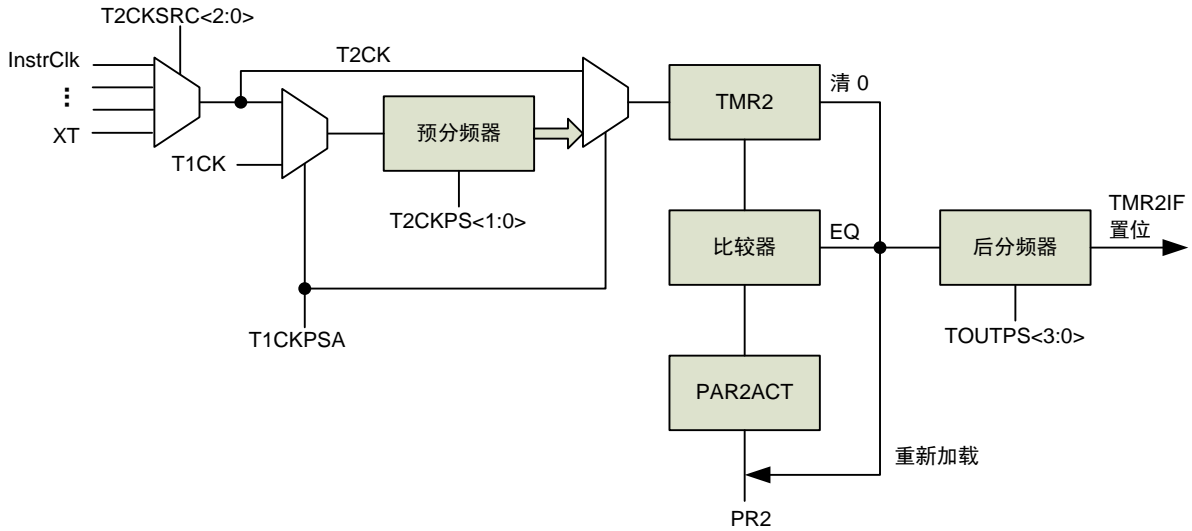 T2CKSRC<2:0>
InstrClk
XT
T2CK
T1CK
预分频器
T2CKPS<1:0>
T1CKPSA
TMR2
清 0
比较器
EQ
PAR2ACT
重新加载
PR2
后分频器
TOUTPS<3:0>
TMR2IF
置位